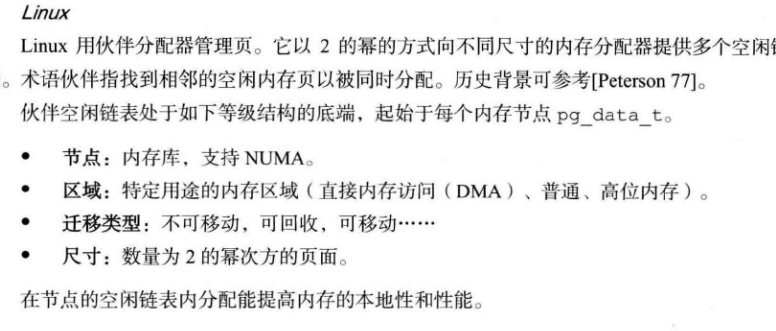 Linux
Linux 用伙伴分配器管理页。它以 2 的幂的方式向不同尺寸的内存分配器提供多个空闲
。术语伙伴指找到相邻的空闲内存页以被同时分配。历史背景可参考[Peterson 77]。
伙伴空闲链表处于如下等级结构的底端，起始于每个内存节点 pg_data_t。
• 节点：内存库，支持 NUMA。
• 区域：特定用途的内存区域（直接内存访问（DMA）、普通、高位内存）。
• 迁移类型：不可移动，可回收，可移动……
• 尺寸：数量为 2 的幂次方的页面。
在节点的空闲链表内分配能提高内存的本地性和性能。